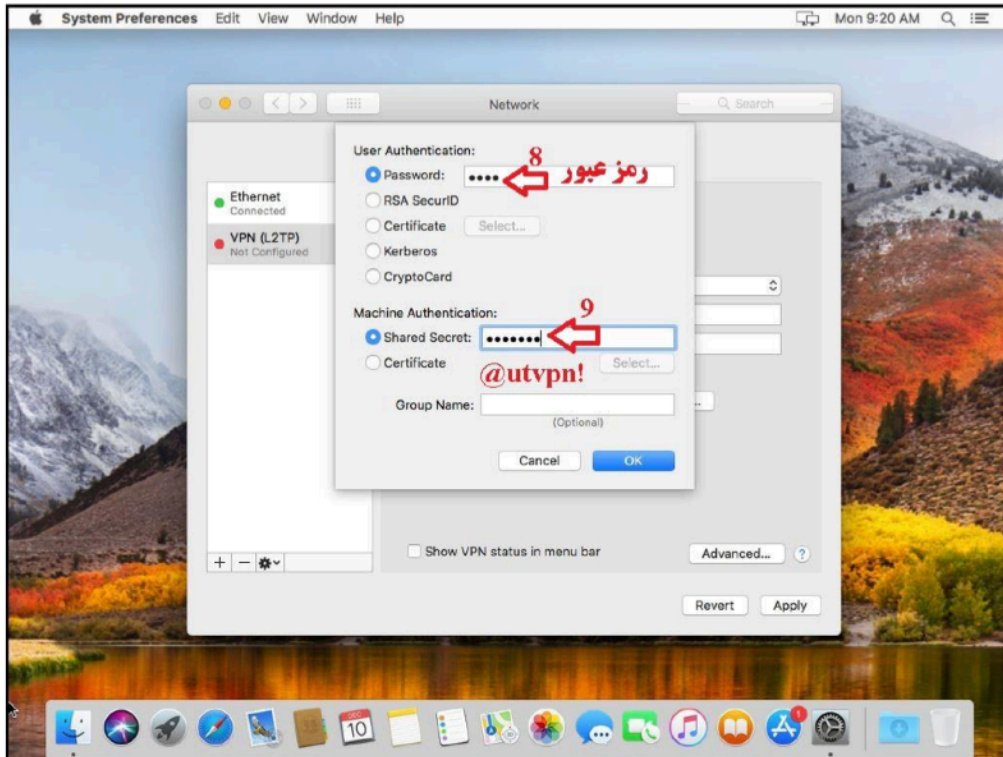 System Preferences Edit View Window Help Mon 9:20 AM
Network
Search
User Authentication:
8
Password: •••• رمز عبور
RSA SecurID
Certificate Select...
Kerberos
CryptoCard
Ethernet
Connected
VPN (L2TP)
Not Configured
Machine Authentication:
9
Shared Secret: •••••••
Certificate Select...
@utvpn!
Group Name:
(Optional)
Cancel OK
Show VPN status in menu bar
Advanced... ?
Revert Apply
DEC
10
1